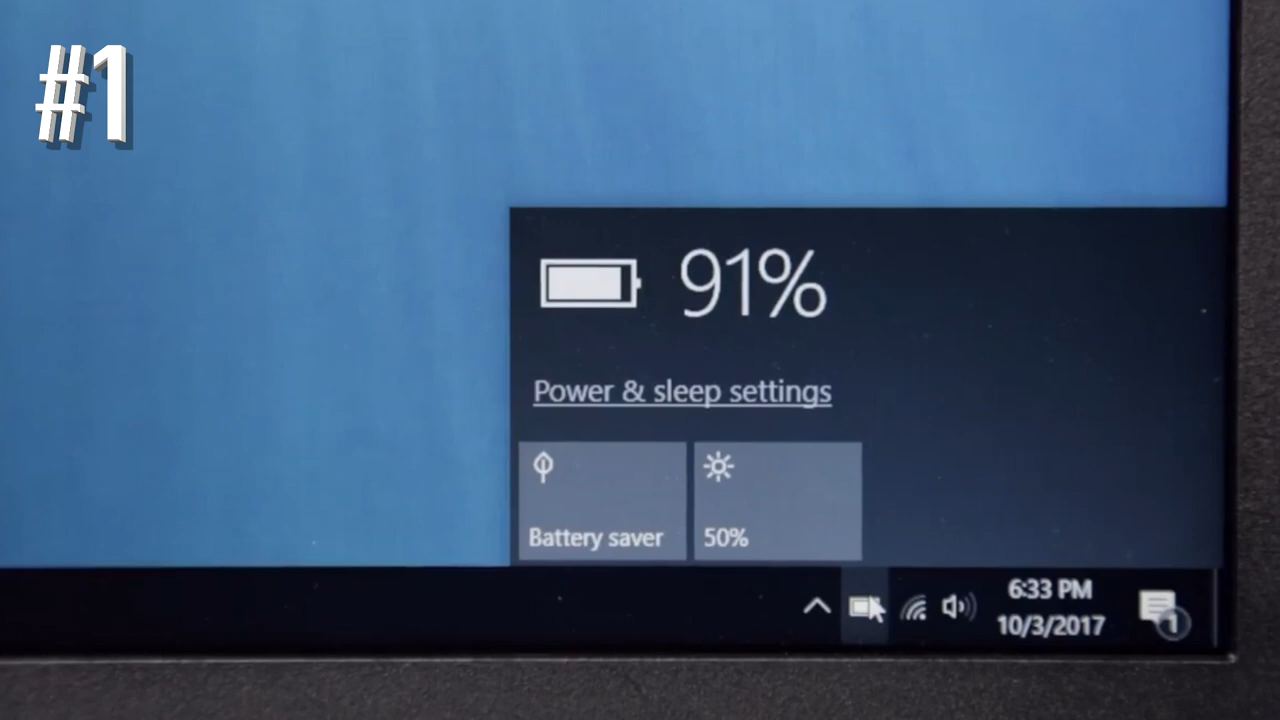 #1
91%
Power & sleep settings
Battery saver
50%
6:33 PM
10/3/2017
1